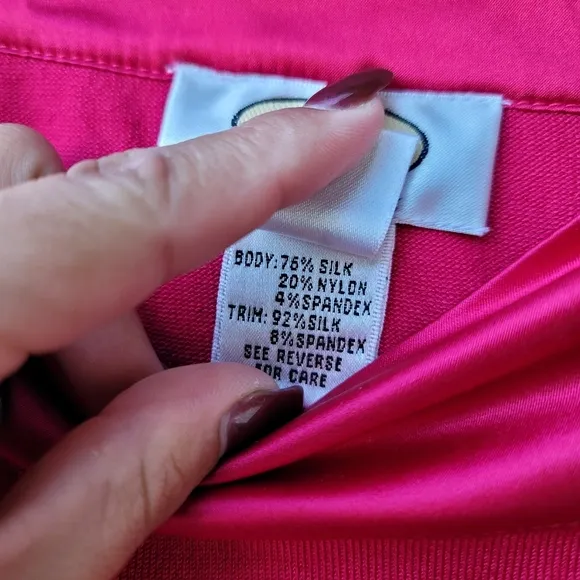 BODY: 76% SILK
20% NYLON
4% SPANDEX
TRIM: 92% SILK
8% SPANDEX
SEE REVERSE
FOR CARE